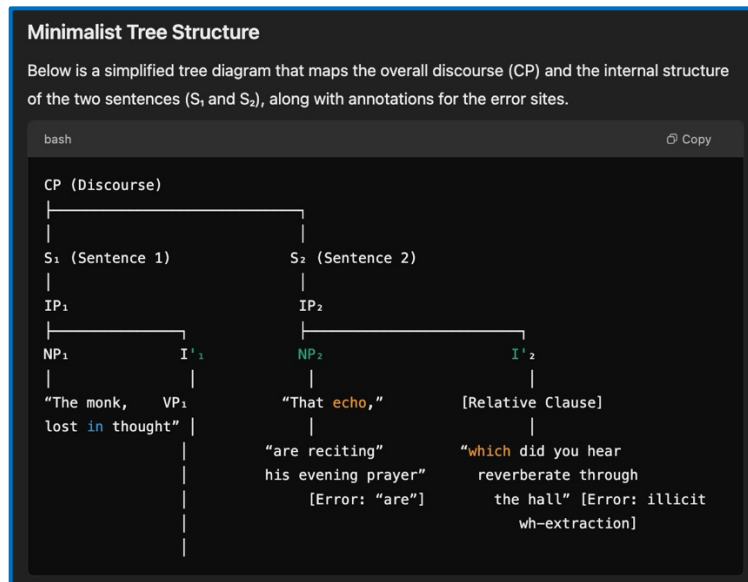 Minimalist Tree Structure
Below is a simplified tree diagram that maps the overall discourse (CP) and the internal structure
of the two sentences (S₁ and S₂), along with annotations for the error sites.
bash Copy
CP (Discourse)
S₁ (Sentence 1) S₂ (Sentence 2)
IP₁ IP₂
NP₁ I'₁ NP₂ I'₂
“The monk, VP₁ “That echo,” [Relative Clause]
lost in thought”
“are reciting” “which did you hear
his evening prayer” reverberate through
[Error: “are”] the hall” [Error: illicit
wh-extraction]